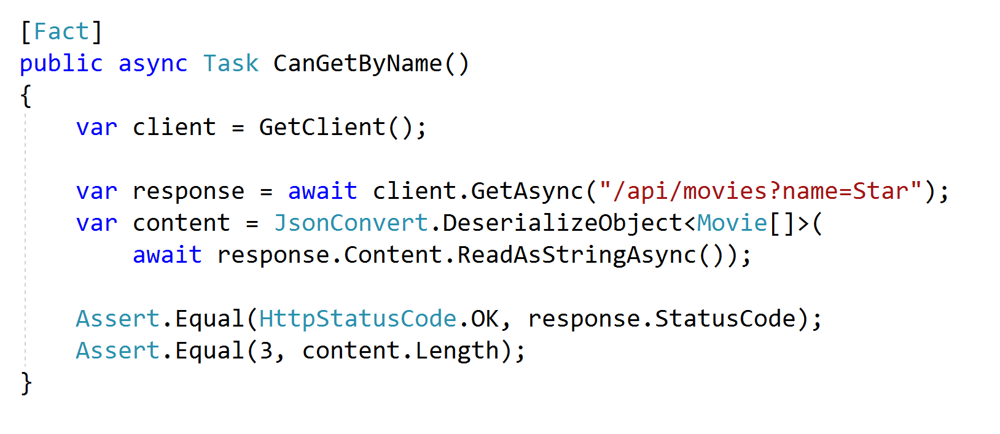 [Fact]
public async Task CanGetByName()
{
    var client = GetClient();

    var response = await client.GetAsync("/api/movies?name=Star");
    var content = JsonConvert.DeserializeObject<Movie[]>(
        await response.Content.ReadAsStringAsync());

    Assert.Equal(HttpStatusCode.OK, response.StatusCode);
    Assert.Equal(3, content.Length);
}